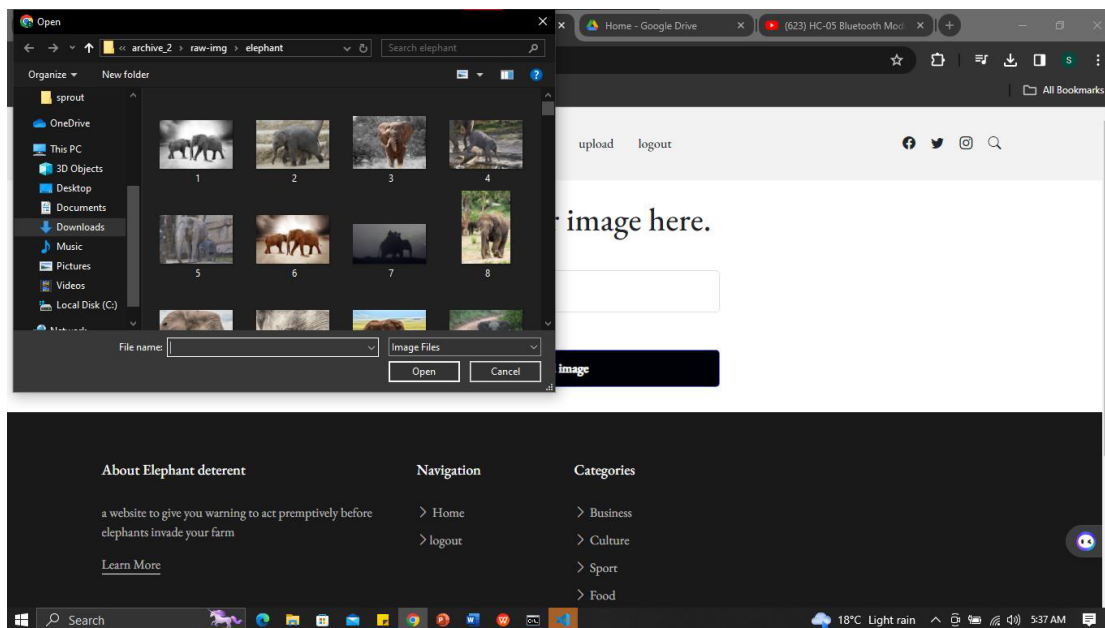 Open
Home - Google Drive
(623) HC-05 Bluetooth Mod
archive_2 > raw-img > elephant
Search elephant
Organize
New folder
S
All Bookmarks
sprout
OneDrive
This PC
3D Objects
Desktop
Documents
Downloads
Music
Pictures
Videos
Local Disk (C:)
1
2
3
4
5
6
7
8
File name:
Image Files
Open
Cancel
upload
logout
image here.
image
About Elephant deterent
a website to give you warning to act premptively before
elephants invade your farm
Learn More
Navigation
Home
logout
Categories
Business
Culture
Sport
Food
Search
18°C Light rain
5:37 AM